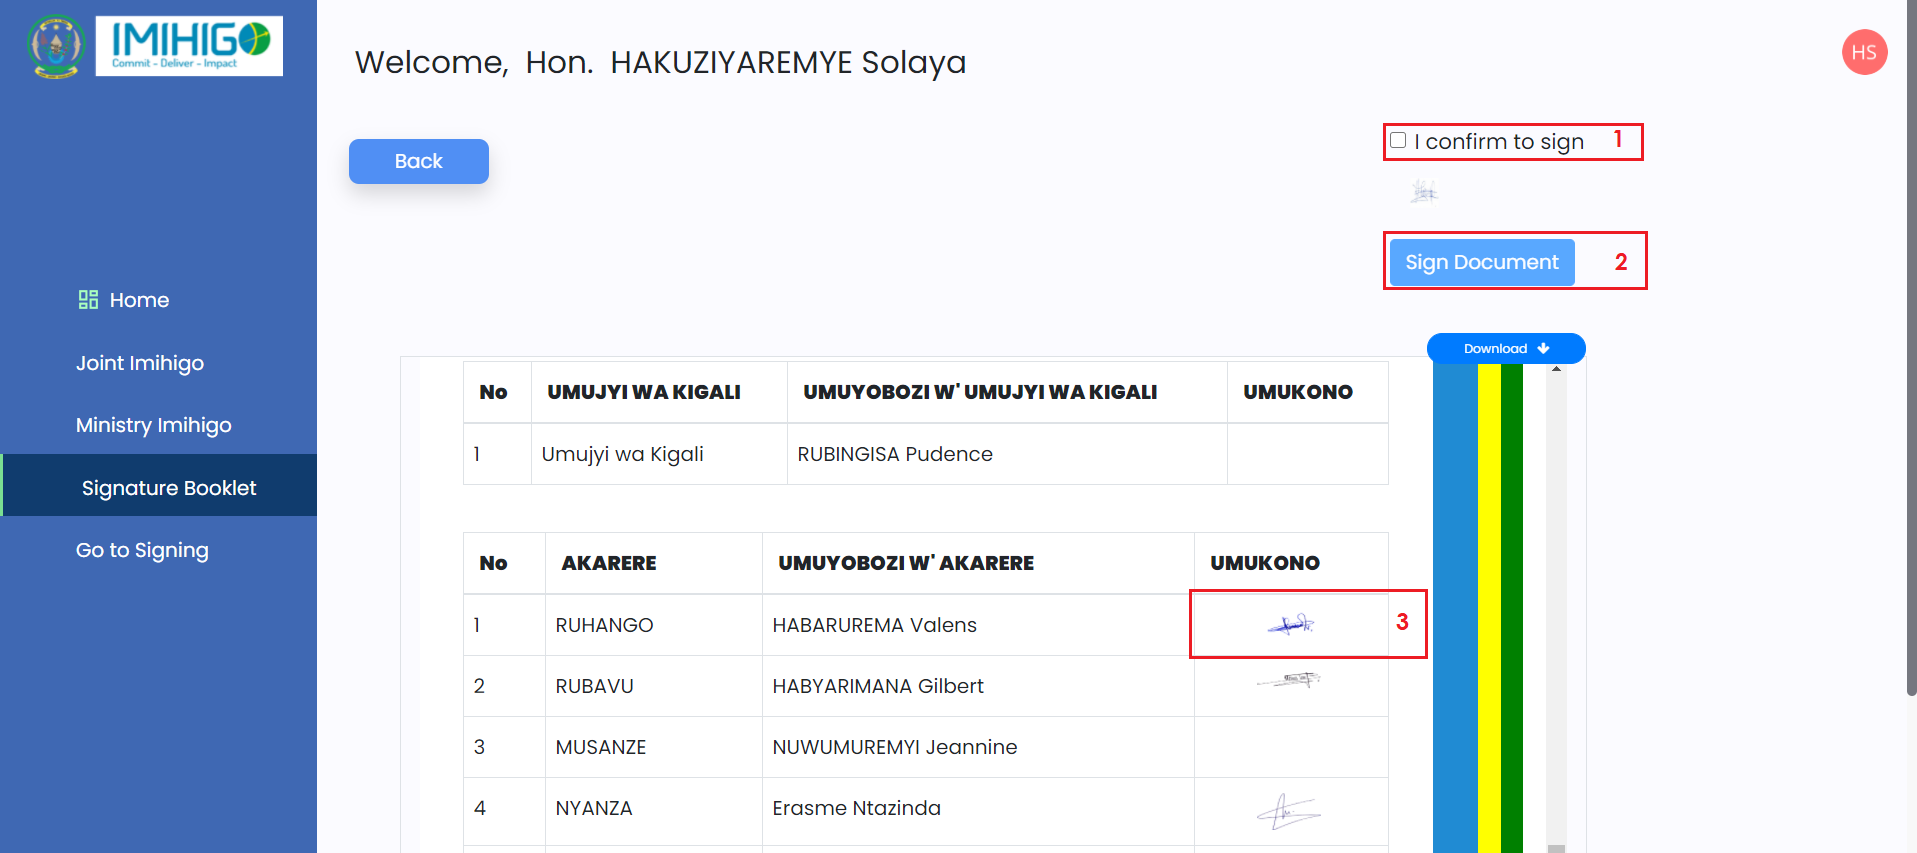 IMIHIGO
Commit - Deliver - Impact
Welcome, Hon. HAKUZIYAREMYE Solaya
HS
Back
I confirm to sign 1
Sign Document 2
Home
Joint Imihigo
Ministry Imihigo
Signature Booklet
Go to Signing
Download
No UMUJYI WA KIGALI UMUYOBOZI W' UMUJYI WA KIGALI UMUKONO
1 Umujyi wa Kigali RUBINGISA Pudence
No AKARERE UMUYOBOZI W' AKARERE UMUKONO
1 RUHANGO HABARUREMA Valens 3
2 RUBAVU HABYARIMANA Gilbert
3 MUSANZE NUWUMUREMYI Jeannine
4 NYANZA Erasme Ntazinda